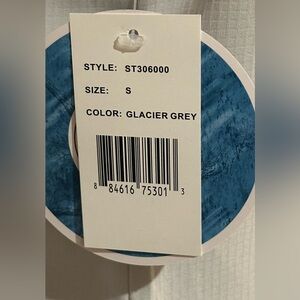 STYLE: ST306000
SIZE: S
COLOR: GLACIER GREY
8 84616 75301 3